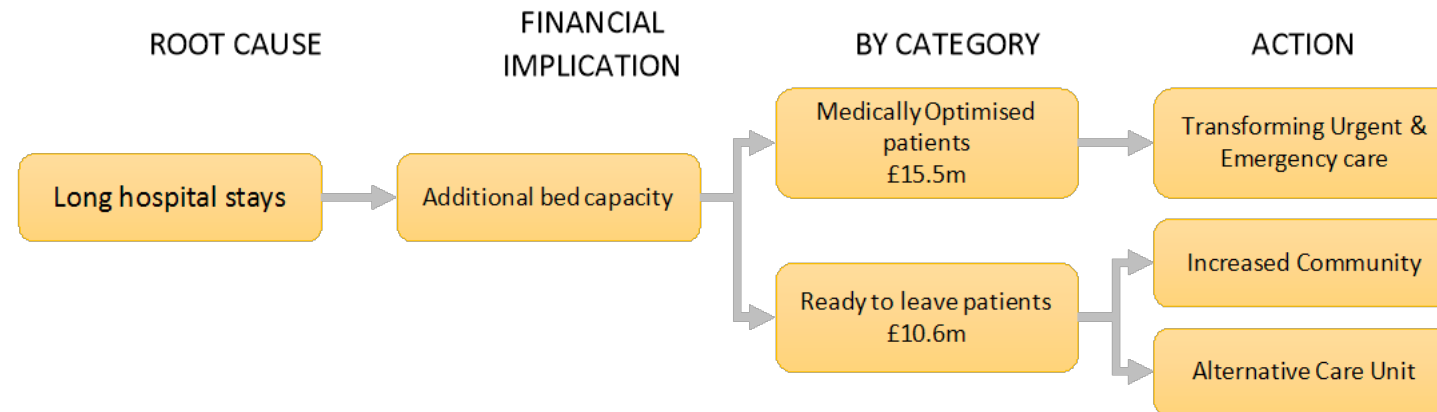 ROOT CAUSE
FINANCIAL
IMPLICATION
BY CATEGORY
ACTION
Long hospital stays
Additional bed capacity
Medically Optimised
patients
£15.5m
Transforming Urgent &
Emergency care
Ready to leave patients
£10.6m
Increased Community
Alternative Care Unit